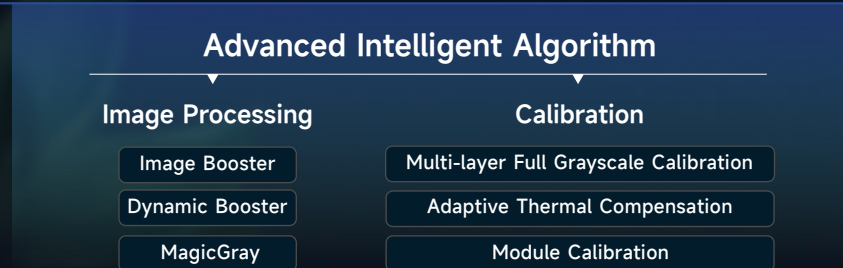 Advanced Intelligent Algorithm
Image Processing
Image Booster
Dynamic Booster
MagicGray
Calibration
Multi-layer Full Grayscale Calibration
Adaptive Thermal Compensation
Module Calibration